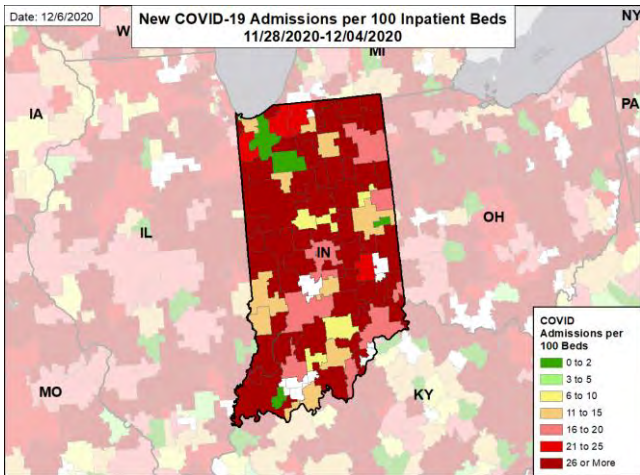 Date: 12/6/2020
New COVID-19 Admissions per 100 Inpatient Beds
11/28/2020-12/04/2020
W
MI
NY
IA
PA
IL
IN
OH
MO
KY
COVID
Admissions per
100 Beds
0 to 2
3 to 5
6 to 10
11 to 15
16 to 20
21 to 25
26 or More